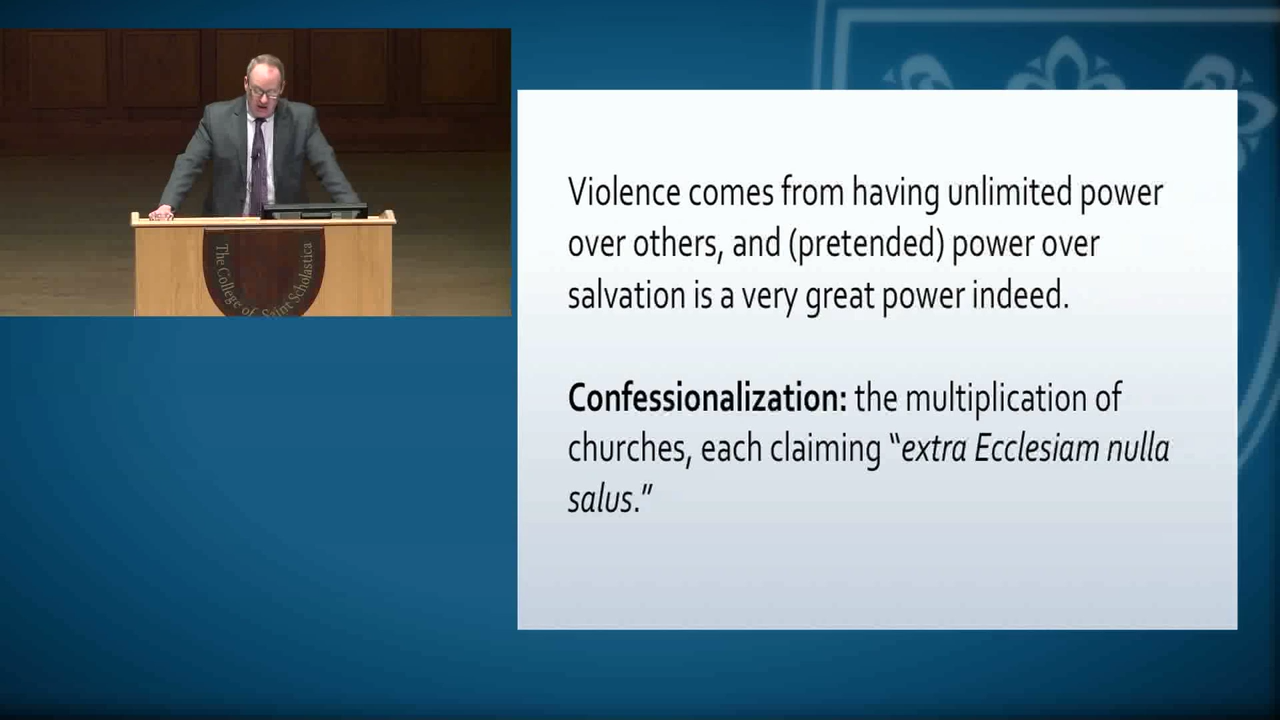 The College of Saint Scholastica
Violence comes from having unlimited power
over others, and (pretended) power over
salvation is a very great power indeed.
Confessionalization: the multiplication of
churches, each claiming “extra Ecclesiam nulla
salus.”